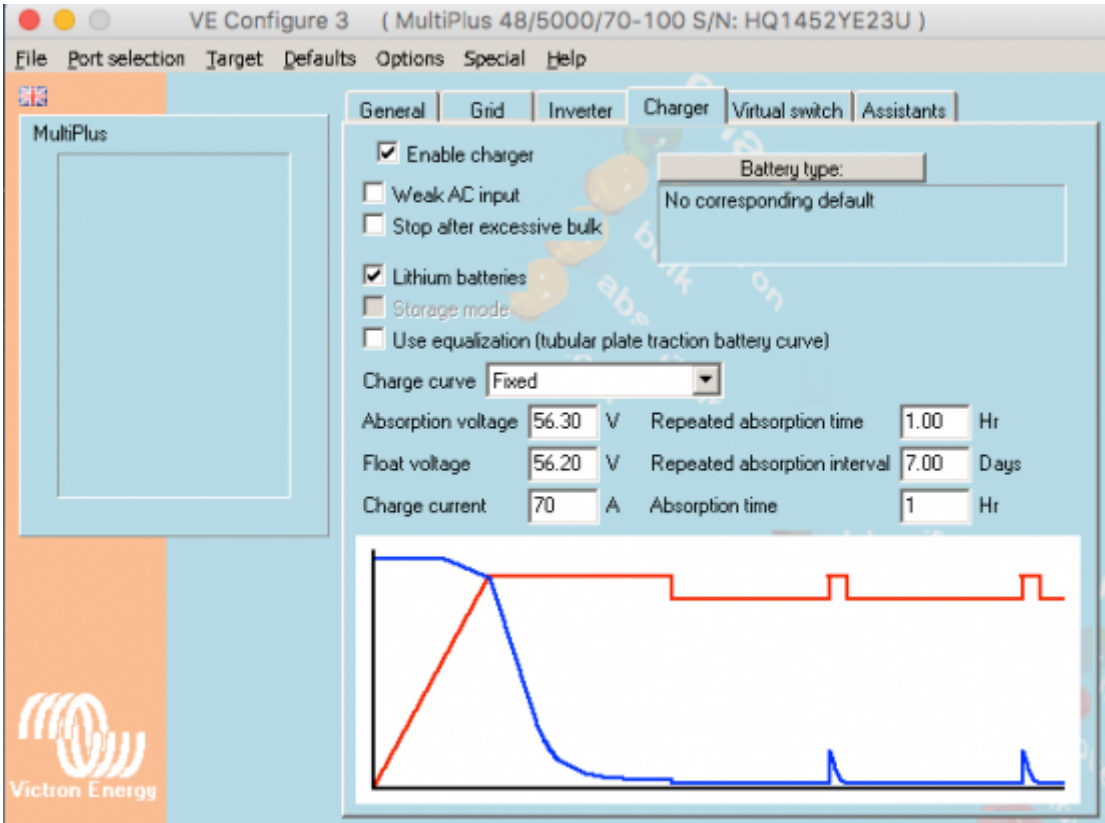 VE Configure 3 ( MultiPlus 48/5000/70-100 S/N: HQ1452YE23U )
File Port selection Target Defaults Options Special Help
General Grid Inverter Charger Virtual switch Assistants
MultiPlus
Enable charger
Battery type:
Weak AC input
No corresponding default
Stop after excessive bulk
Lithium batteries
Storage mode
Use equalization (tubular plate traction battery curve)
Charge curve Fixed
Absorption voltage 56.30 V Repeated absorption time 1.00 Hr
Float voltage 56.20 V Repeated absorption interval 7.00 Days
Charge current 70 A Absorption time 1 Hr
bulk
abs
on
Victron Energy